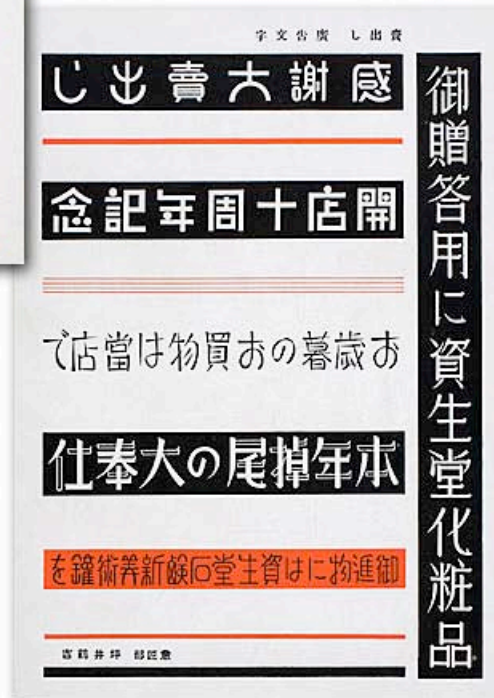 賣出し 廣告文字
御贈答用に資生堂化粧品
感謝大賣出し
開店十周年記念
お歳暮のお買物は當店で
本年掉尾の大奉仕
御進物には資生堂石鹸新美術罐を
意匠部 坪井